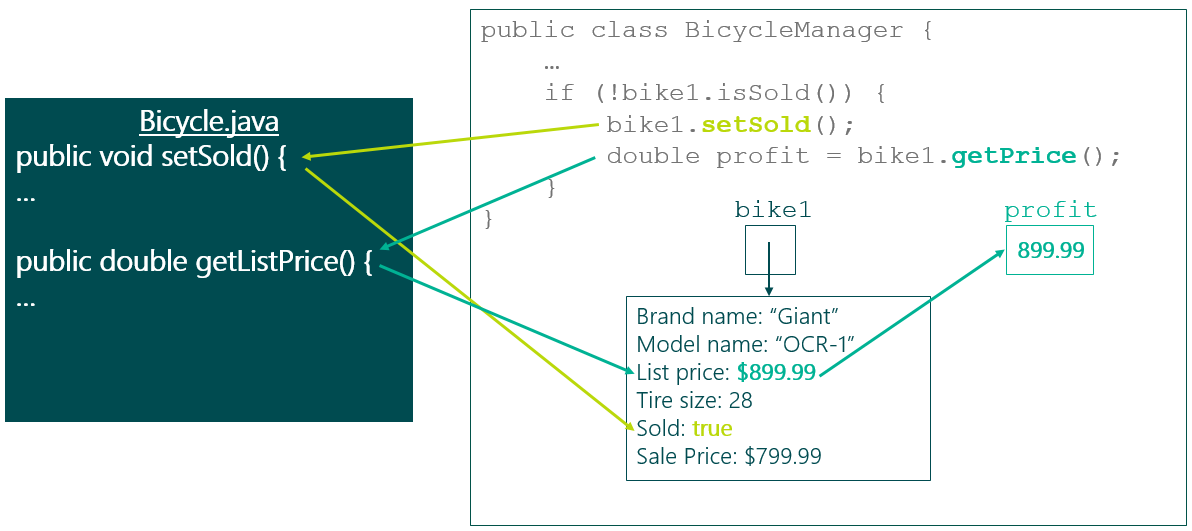 Bicycle.java
public void setSold() {
...
public double getListPrice() {
...
public class BicycleManager {
…
if (!bike1.isSold()) {
bike1.setSold();
double profit = bike1.getPrice();
}
}
bike1
profit
899.99
Brand name: “Giant”
Model name: “OCR-1”
List price: $899.99
Tire size: 28
Sold: true
Sale Price: $799.99